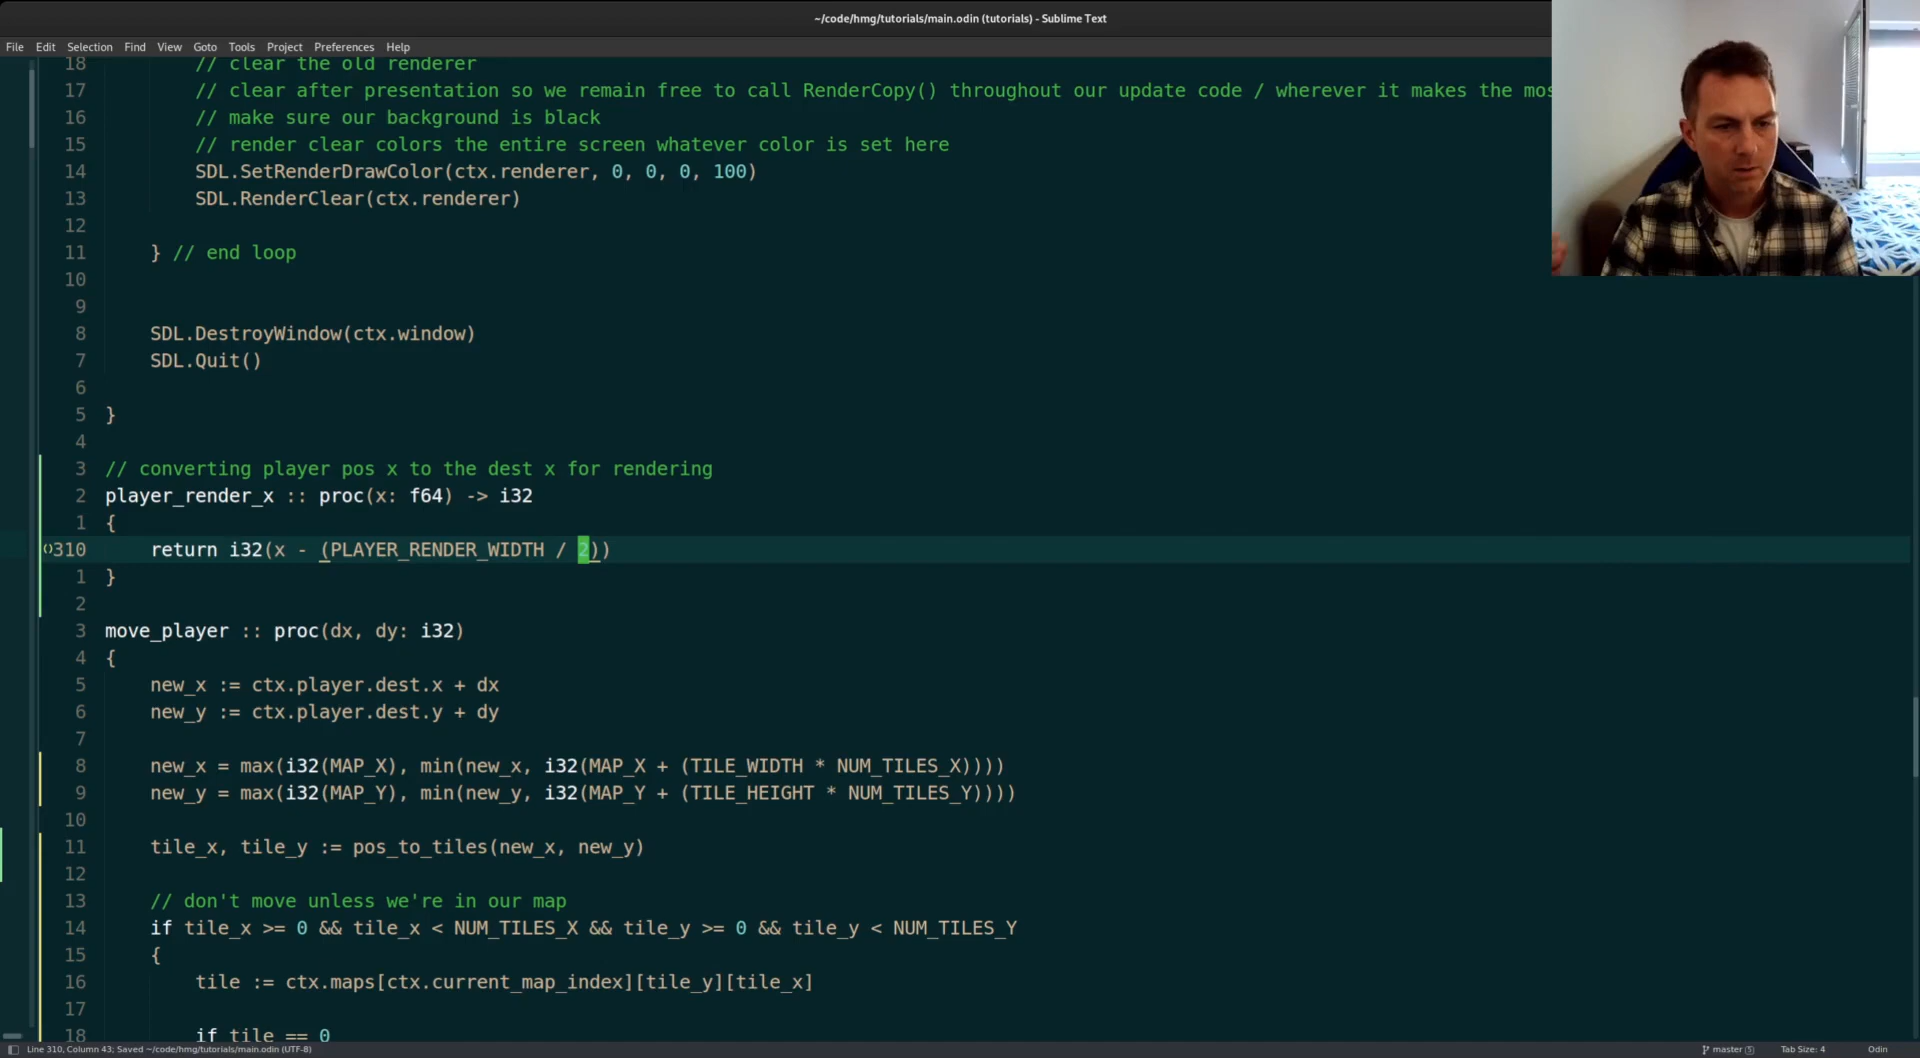 ~/code/hmg/tutorials/main.odin (tutorials) - Sublime Text
File Edit Selection Find View Goto Tools Project Preferences Help
18 // clear the old renderer
17 // clear after presentation so we remain free to call RenderCopy() throughout our update code / wherever it makes the mos
16 // make sure our background is black
15 // render clear colors the entire screen whatever color is set here
14 SDL.SetRenderDrawColor(ctx.renderer, 0, 0, 0, 100)
13 SDL.RenderClear(ctx.renderer)
12
11 } // end loop
10
9
8 SDL.DestroyWindow(ctx.window)
7 SDL.Quit()
6
5 }
4
3 // converting player pos x to the dest x for rendering
2 player_render_x :: proc(x: f64) -> i32
1 {
310 return i32(x - (PLAYER_RENDER_WIDTH / 2))
1 }
2
3 move_player :: proc(dx, dy: i32)
4 {
5 new_x := ctx.player.dest.x + dx
6 new_y := ctx.player.dest.y + dy
7
8 new_x = max(i32(MAP_X), min(new_x, i32(MAP_X + (TILE_WIDTH * NUM_TILES_X))))
9 new_y = max(i32(MAP_Y), min(new_y, i32(MAP_Y + (TILE_HEIGHT * NUM_TILES_Y))))
10
11 tile_x, tile_y := pos_to_tiles(new_x, new_y)
12
13 // don't move unless we're in our map
14 if tile_x >= 0 && tile_x < NUM_TILES_X && tile_y >= 0 && tile_y < NUM_TILES_Y
15 {
16 tile := ctx.maps[ctx.current_map_index][tile_y][tile_x]
17
18 if tile == 0
Line 310, Column 43; Saved ~/code/hmg/tutorials/main.odin (UTF-8) master 5 Tab Size: 4 Odin